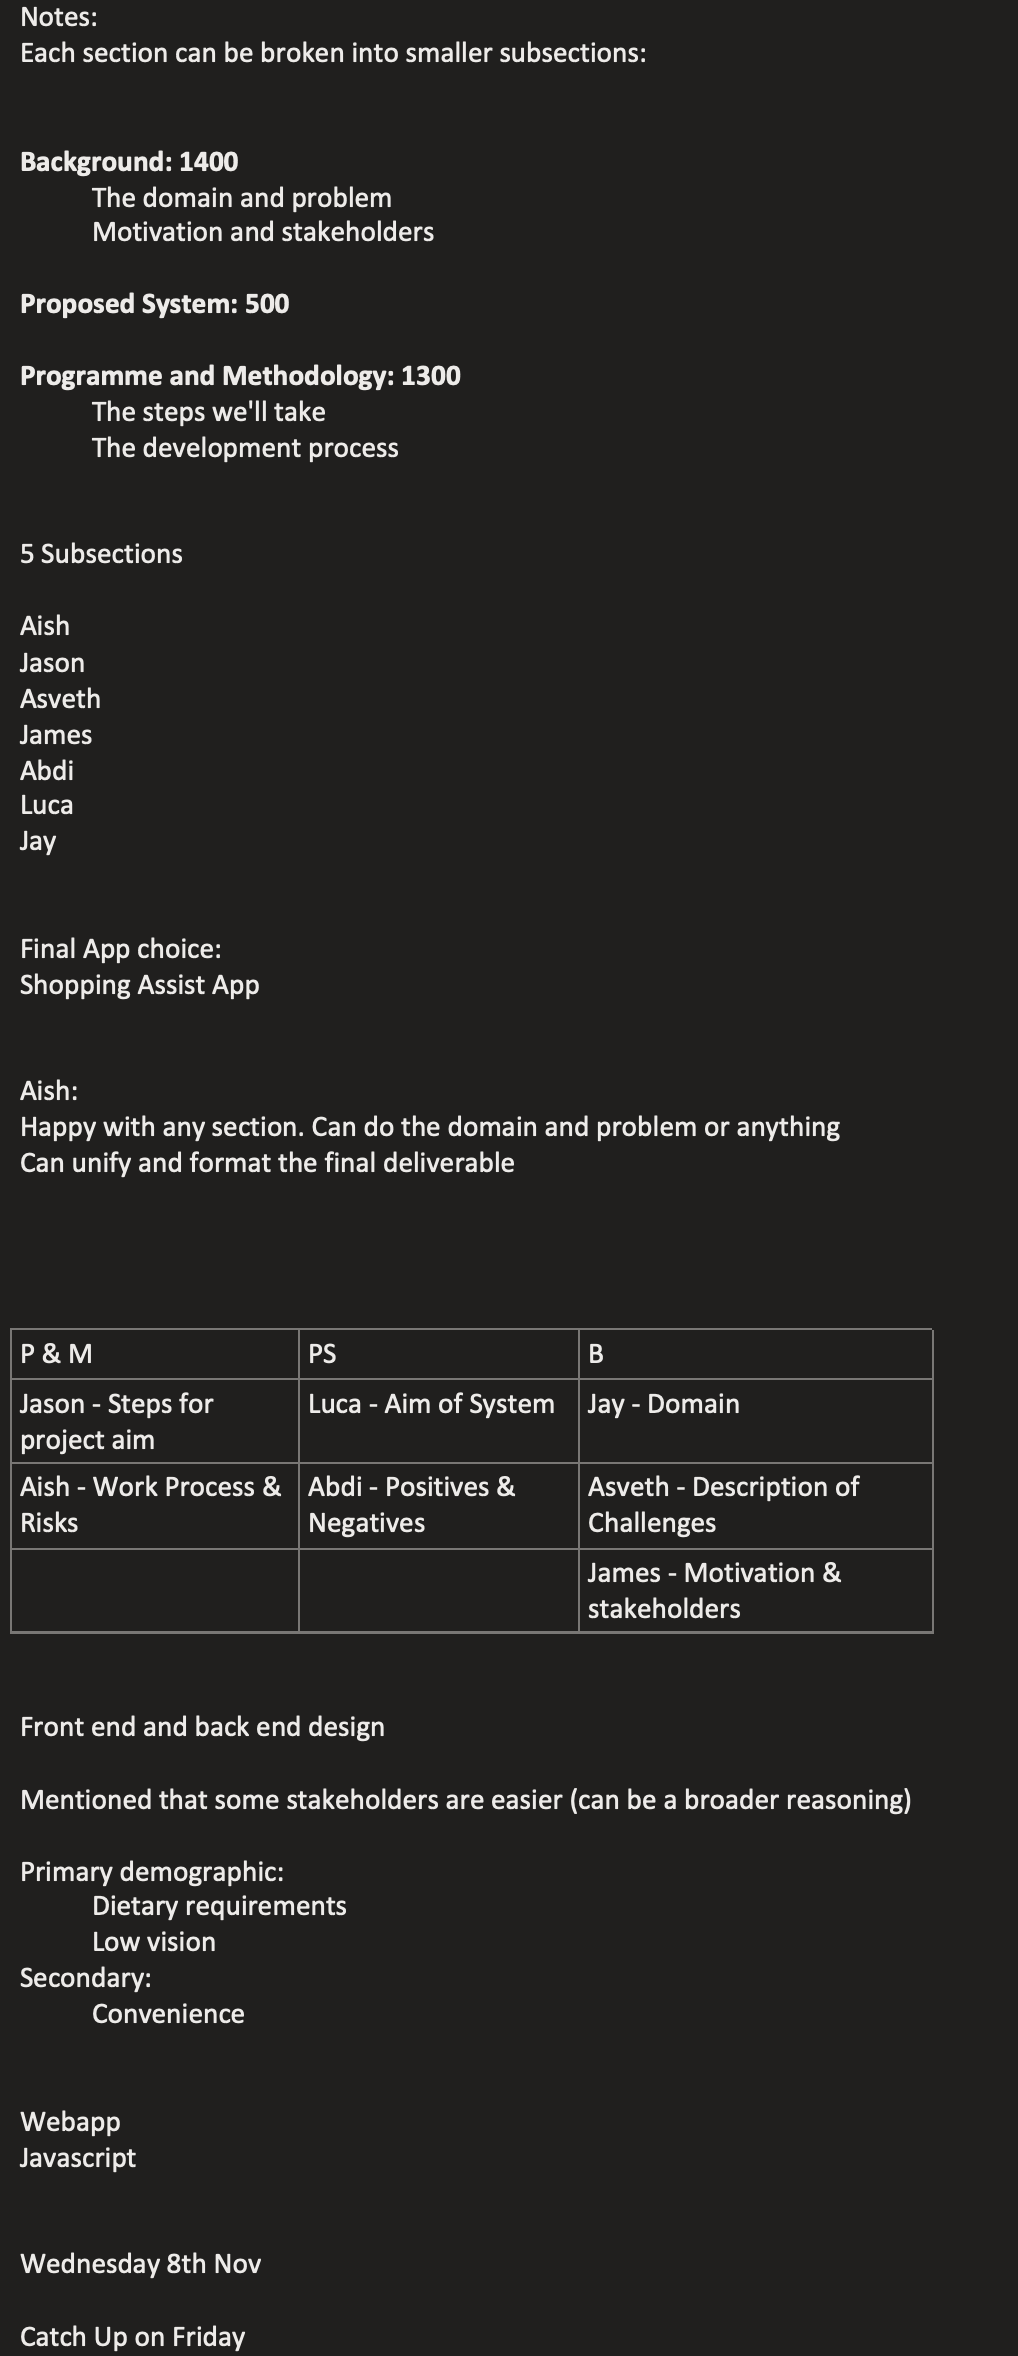 Notes:
Each section can be broken into smaller subsections:
Background: 1400
The domain and problem
Motivation and stakeholders
Proposed System: 500
Programme and Methodology: 1300
The steps we'll take
The development process
5 Subsections
Aish
Jason
Asveth
James
Abdi
Luca
Jay
Final App choice:
Shopping Assist App
Aish:
Happy with any section. Can do the domain and problem or anything
Can unify and format the final deliverable
P & M
PS
B
Jason - Steps for
project aim
Luca - Aim of System
Jay - Domain
Aish - Work Process &
Risks
Abdi - Positives &
Negatives
Asveth - Description of
Challenges
James - Motivation &
stakeholders
Front end and back end design
Mentioned that some stakeholders are easier (can be a broader reasoning)
Primary demographic:
Dietary requirements
Low vision
Secondary:
Convenience
Webapp
Javascript
Wednesday 8th Nov
Catch Up on Friday